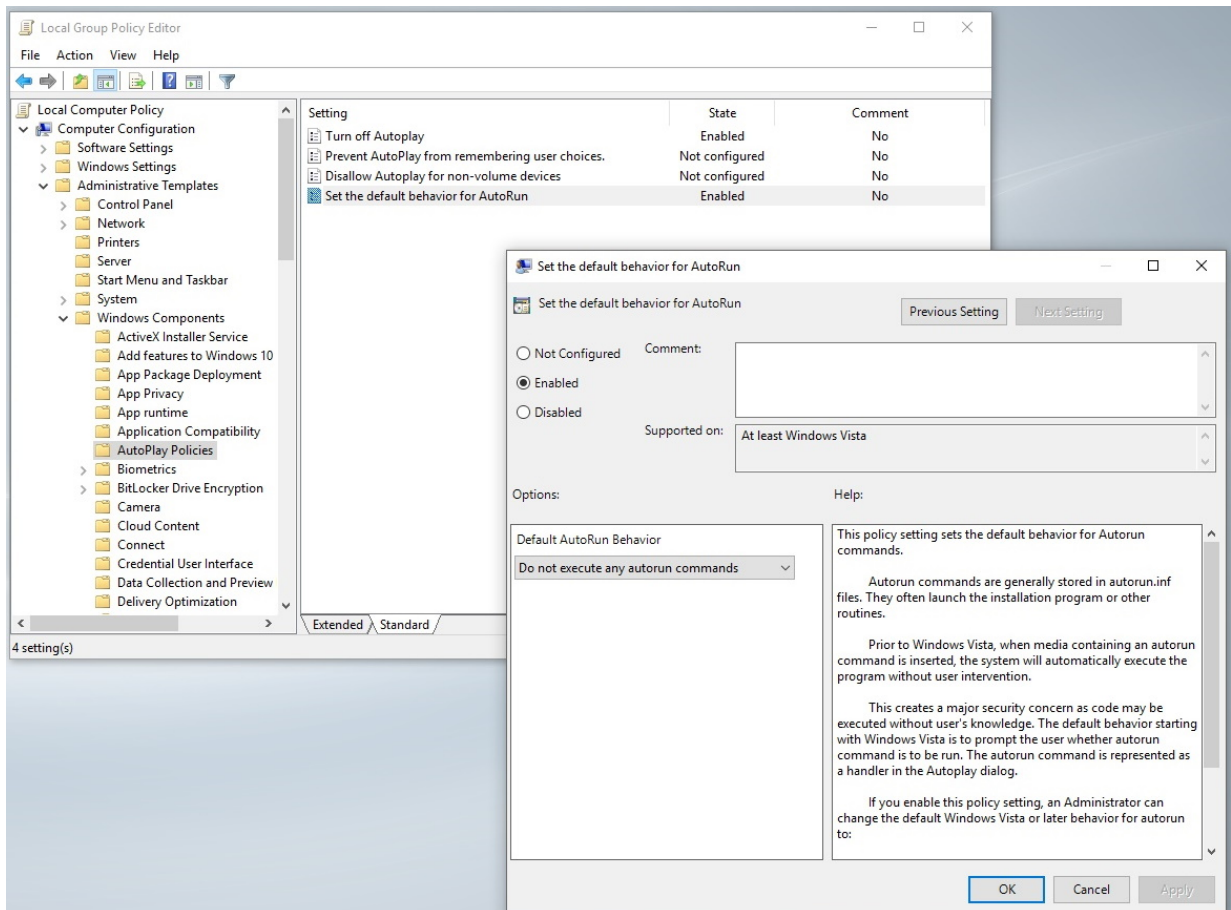 Local Group Policy Editor
File Action View Help
Local Computer Policy
Computer Configuration
Software Settings
Windows Settings
Administrative Templates
Control Panel
Network
Printers
Server
Start Menu and Taskbar
System
Windows Components
ActiveX Installer Service
Add features to Windows 10
App Package Deployment
App Privacy
App runtime
Application Compatibility
AutoPlay Policies
Biometrics
BitLocker Drive Encryption
Camera
Cloud Content
Connect
Credential User Interface
Data Collection and Preview
Delivery Optimization
Setting State Comment
Turn off Autoplay Enabled No
Prevent AutoPlay from remembering user choices. Not configured No
Disallow Autoplay for non-volume devices Not configured No
Set the default behavior for AutoRun Enabled No
Extended Standard
4 setting(s)
Set the default behavior for AutoRun
Set the default behavior for AutoRun
Previous Setting Next Setting
Not Configured
Enabled
Disabled
Comment:
Supported on: At least Windows Vista
Options:
Default AutoRun Behavior
Do not execute any autorun commands
Help:
This policy setting sets the default behavior for Autorun
commands.
Autorun commands are generally stored in autorun.inf
files. They often launch the installation program or other
routines.
Prior to Windows Vista, when media containing an autorun
command is inserted, the system will automatically execute the
program without user intervention.
This creates a major security concern as code may be
executed without user's knowledge. The default behavior starting
with Windows Vista is to prompt the user whether autorun
command is to be run. The autorun command is represented as
a handler in the Autoplay dialog.
If you enable this policy setting, an Administrator can
change the default Windows Vista or later behavior for autorun
to:
OK Cancel Apply